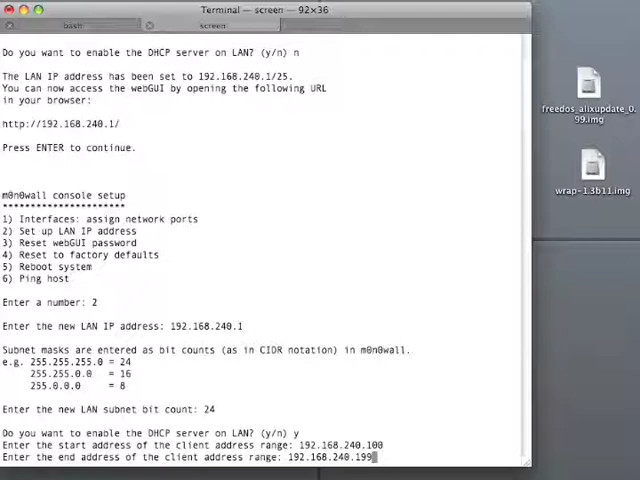 Terminal — screen — 92×36
bash
screen
Do you want to enable the DHCP server on LAN? (y/n) n
The LAN IP address has been set to 192.168.240.1/25.
You can now access the webGUI by opening the following URL
in your browser:
http://192.168.240.1/
Press ENTER to continue.
m0n0wall console setup
**********************
1) Interfaces: assign network ports
2) Set up LAN IP address
3) Reset webGUI password
4) Reset to factory defaults
5) Reboot system
6) Ping host
Enter a number: 2
Enter the new LAN IP address: 192.168.240.1
Subnet masks are entered as bit counts (as in CIDR notation) in m0n0wall.
e.g. 255.255.255.0 = 24
255.255.0.0 = 16
255.0.0.0 = 8
Enter the new LAN subnet bit count: 24
Do you want to enable the DHCP server on LAN? (y/n) y
Enter the start address of the client address range: 192.168.240.100
Enter the end address of the client address range: 192.168.240.199
freedos_alixupdate_0.
99.img
wrap-1.3b11.img